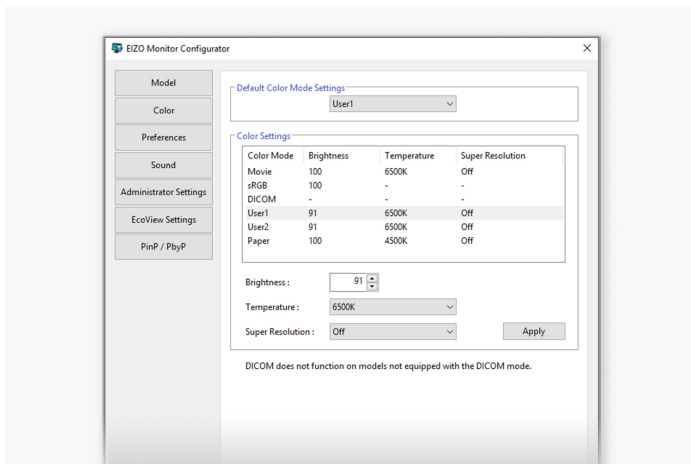 EIZO Monitor Configurator
Model
Color
Preferences
Sound
Administrator Settings
EcoView Settings
PinP / PbyP
Default Color Mode Settings
User1
Color Settings
Color Mode Brightness Temperature Super Resolution
Movie 100 6500K Off
sRGB 100 - -
DICOM - - -
User1 91 6500K Off
User2 91 6500K Off
Paper 100 4500K Off
Brightness : 91
Temperature : 6500K
Super Resolution : Off Apply
DICOM does not function on models not equipped with the DICOM mode.